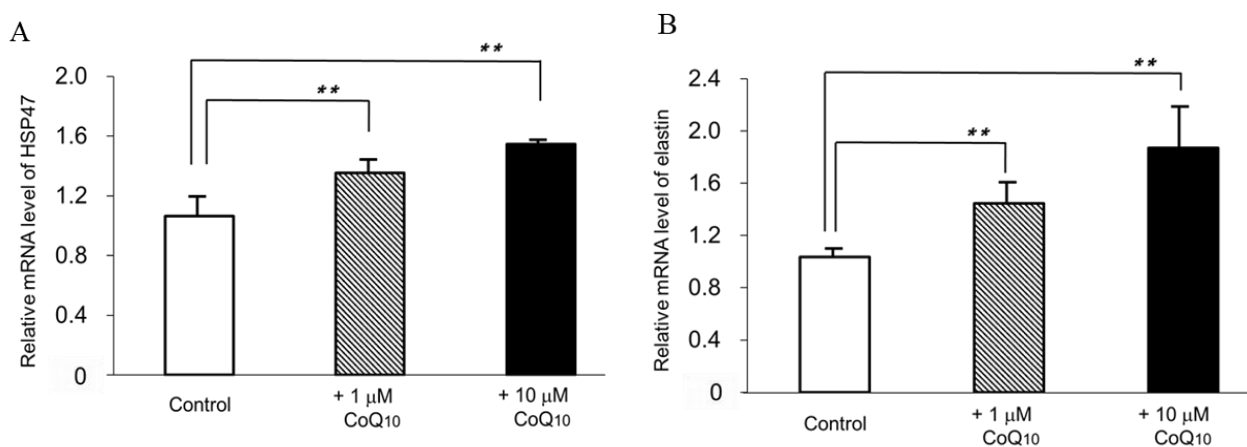 A
Relative mRNA level of HSP47
2.0
1.6
1.2
0.8
0.4
0
**
**
Control
+ 1 μM
CoQ10
+ 10 μM
CoQ10
B
Relative mRNA level of elastin
2.4
2.0
1.6
1.2
0.8
0.4
0
**
**
Control
+ 1 μM
CoQ10
+ 10 μM
CoQ10